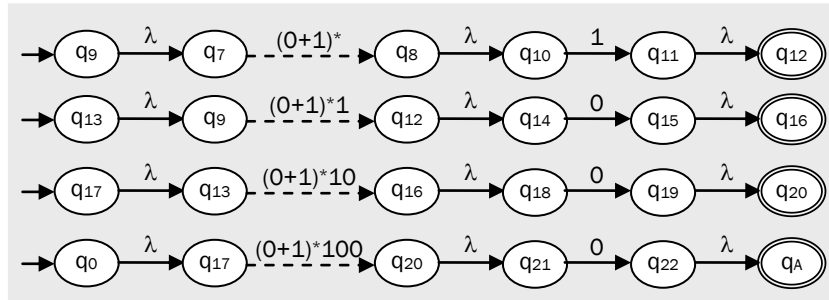 q9 λ q7 (0+1)* q8 λ q10 1 q11 λ q12
q13 λ q9 (0+1)*1 q12 λ q14 0 q15 λ q16
q17 λ q13 (0+1)*10 q16 λ q18 0 q19 λ q20
q0 λ q17 (0+1)*100 q20 λ q21 0 q22 λ qA